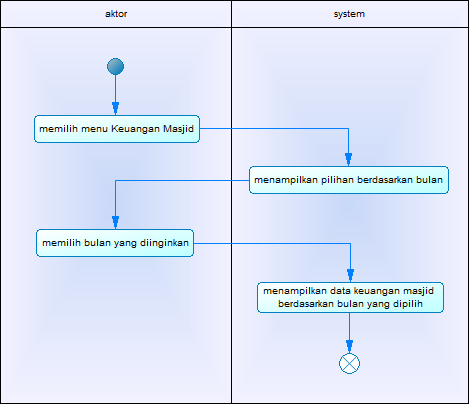 aktor
system
memilih menu Keuangan Masjid
menampilkan pilihan berdasarkan bulan
memilih bulan yang diinginkan
menampilkan data keuangan masjid
berdasarkan bulan yang dipilih